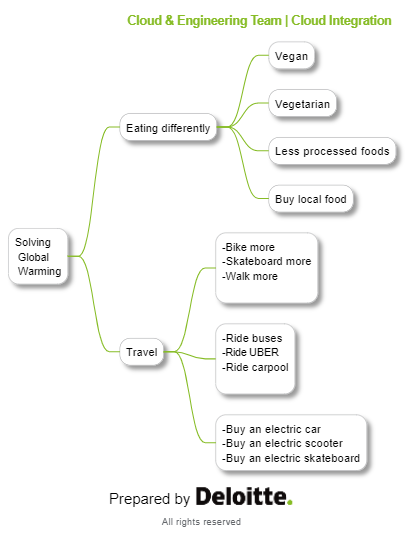 Cloud & Engineering Team | Cloud Integration
Solving
Global
Warming
Eating differently
Vegan
Vegetarian
Less processed foods
Buy local food
Travel
-Bike more
-Skateboard more
-Walk more
-Ride buses
-Ride UBER
-Ride carpool
-Buy an electric car
-Buy an electric scooter
-Buy an electric skateboard
Prepared by Deloitte.
All rights reserved